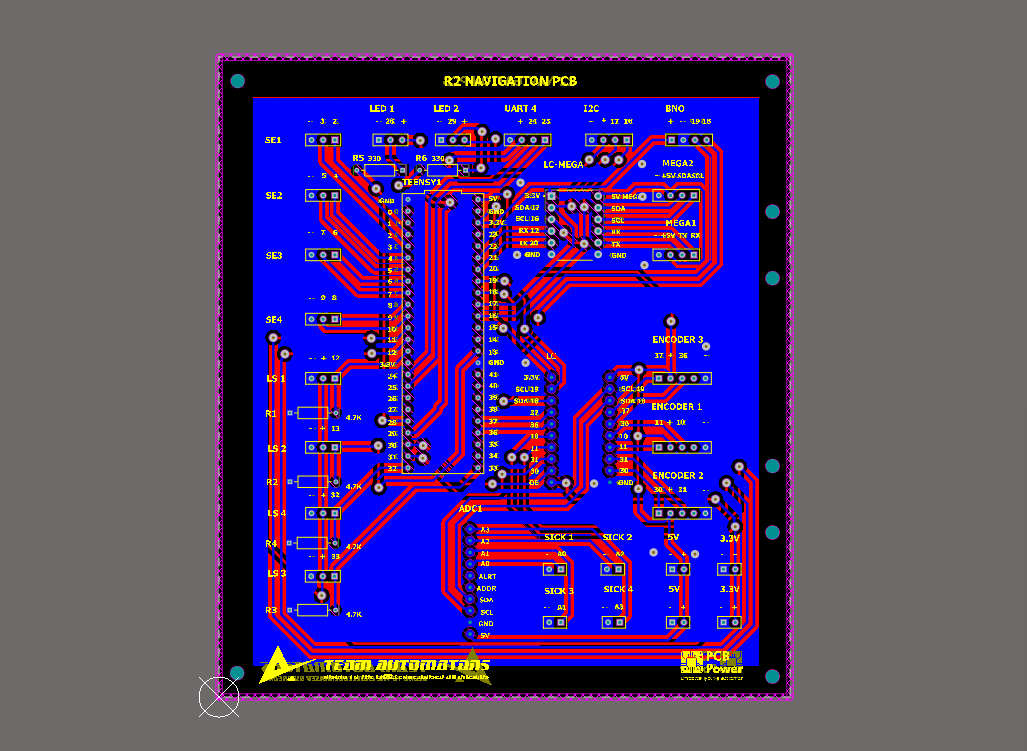 R2 NAVIGATION PCB
LED 1 LED 2 UART 4 I2C BNO
-- 28 + -- 29 + -- + 24 25 -- + 17 16 + -- 19 18
SE1 -- 3 2
R5 330 R6 330 LC-MEGA MEGA2
TEENSY1
-- +5V SDA SCL
SE2 -- 5 4
3.3V 5V MEGA
SDA 17 SDA
SCL 16 SCL
MEGA1
RX 12 RX
-- +5V TX RX
TX 20 TX
GND GND
SE3 -- 7 6
SE4 -- 9 8
GND
0
1
2
3
4
5
6
7
8
9
10
11
12
3.3V
24
25
26
27
28
29
30
31
32
5V
GND
3.3V
23
22
21
20
19
18
17
16
15
14
13
GND
41
40
39
38
37
36
35
34
33
LS 1 -- + 12
R1 4.7K
LS 2 -- + 13
R2 4.7K
LS 4 -- + 32
R4 4.7K
LS 3 -- + 33
R3 4.7K
LC
3.3V 5V
SCL 19 SCL 19
SDA 18 SDA 18
37 37
36 36
10 10
11 11
31 31
30 30
GND
ENCODER 3
37 + 36 --
ENCODER 1
11 + 10 --
ENCODER 2
30 + 31 --
ADC1
A3
A2
A1
A0
ALRT
ADDR
SDA
SCL
GND
5V
SICK 1 SICK 2 5V 3.3V
-- A0 -- A2 -- + -- +
SICK 3 SICK 4 5V 3.3V
-- A1 -- A3 -- + -- +
TEAM AUTOMATONS
PCB
Power